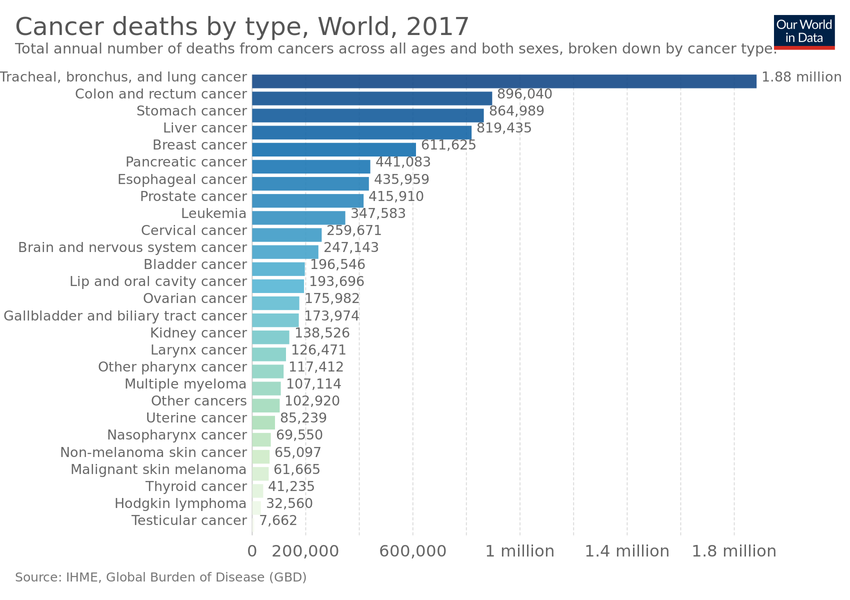 Cancer deaths by type, World, 2017
Our World
in Data
Total annual number of deaths from cancers across all ages and both sexes, broken down by cancer type.
Tracheal, bronchus, and lung cancer 1.88 million
Colon and rectum cancer 896,040
Stomach cancer 864,989
Liver cancer 819,435
Breast cancer 611,625
Pancreatic cancer 441,083
Esophageal cancer 435,959
Prostate cancer 415,910
Leukemia 347,583
Cervical cancer 259,671
Brain and nervous system cancer 247,143
Bladder cancer 196,546
Lip and oral cavity cancer 193,696
Ovarian cancer 175,982
Gallbladder and biliary tract cancer 173,974
Kidney cancer 138,526
Larynx cancer 126,471
Other pharynx cancer 117,412
Multiple myeloma 107,114
Other cancers 102,920
Uterine cancer 85,239
Nasopharynx cancer 69,550
Non-melanoma skin cancer 65,097
Malignant skin melanoma 61,665
Thyroid cancer 41,235
Hodgkin lymphoma 32,560
Testicular cancer 7,662
0 200,000 600,000 1 million 1.4 million 1.8 million
Source: IHME, Global Burden of Disease (GBD)